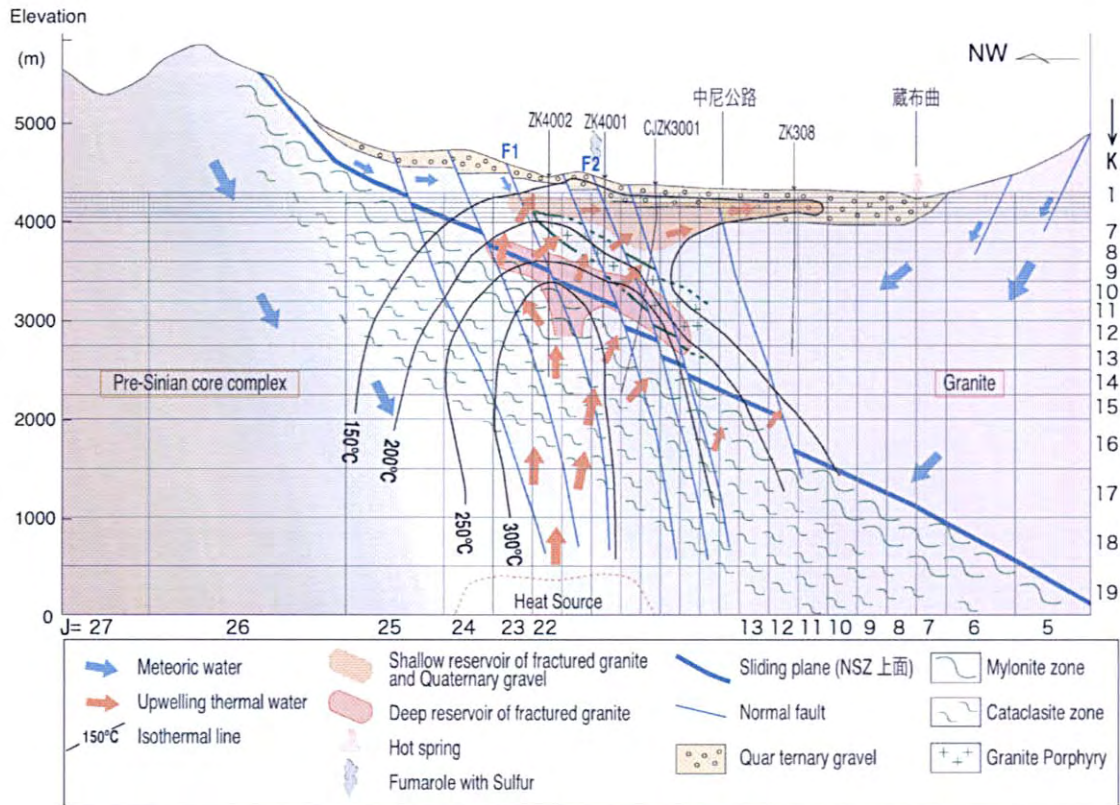 Elevation
(m)
NW
中尼公路
蔵布曲
ZK4002
ZK4001
CJZK3001
ZK308
F1
F2
K
5000
4000
3000
2000
1000
0
1
7
8
9
10
11
12
13
14
15
16
17
18
19
Pre-Sinian core complex
Granite
150°C
200°C
250°C
300°C
Heat Source
J= 27 26 25 24 23 22 13 12 11 10 9 8 7 6 5
Meteoric water
Upwelling thermal water
150°C Isothermal line
Shallow reservoir of fractured granite
and Quaternary gravel
Deep reservoir of fractured granite
Hot spring
Fumarole with Sulfur
Sliding plane (NSZ 上面)
Normal fault
Quar ternary gravel
Mylonite zone
Cataclasite zone
Granite Porphyry